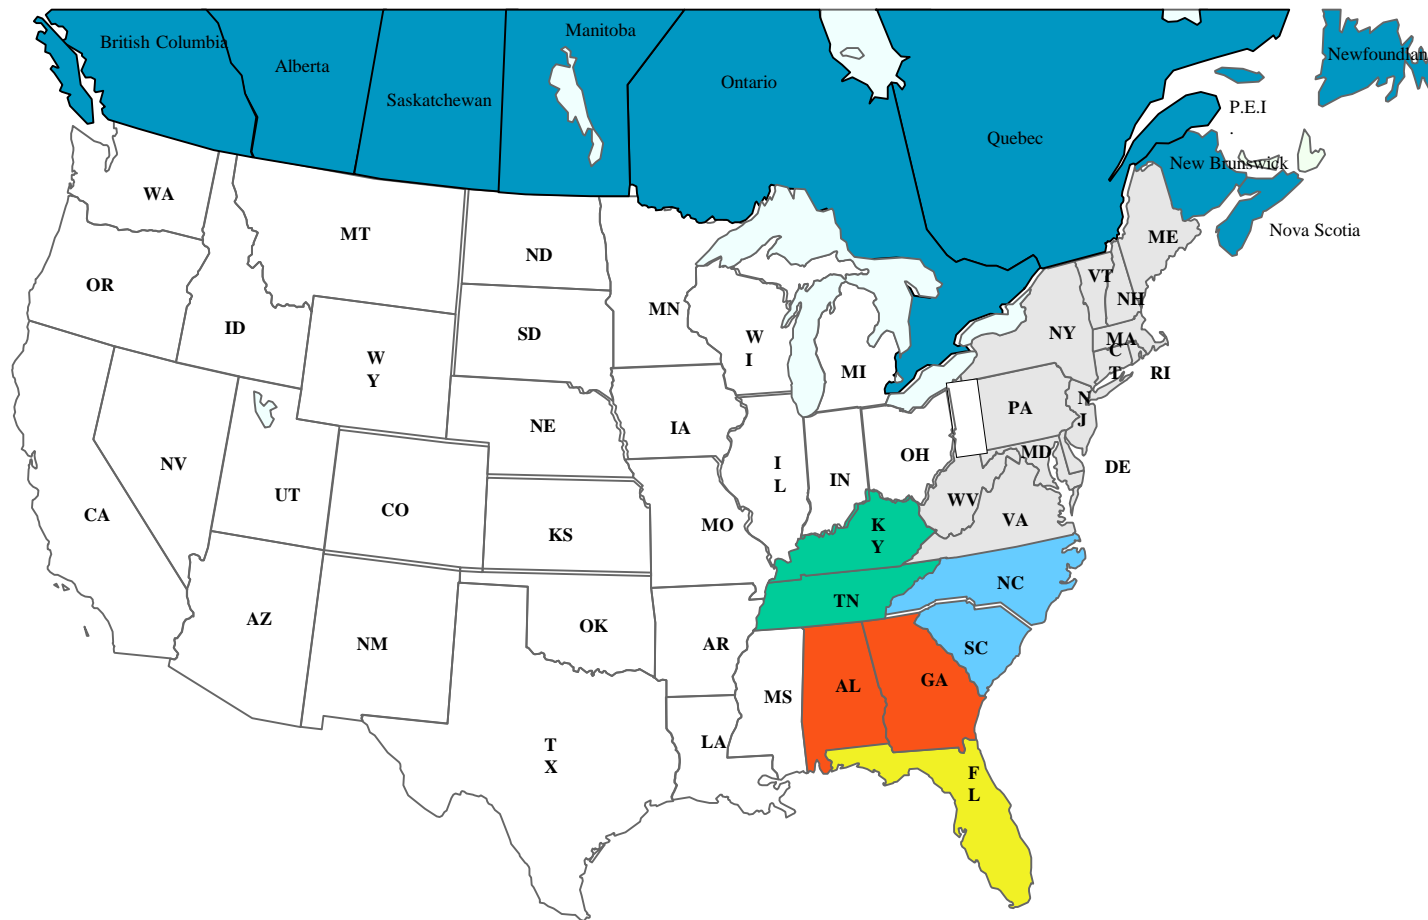 British Columbia
Alberta
Saskatchewan
Manitoba
Ontario
Quebec
Newfoundlan
P.E.I
.
New Brunswick
Nova Scotia
WA
MT
ND
MN
OR
ID
SD
W
I
W
Y
MI
NY
VT
NH
ME
MA
C
T
RI
NE
IA
PA
N
J
NV
UT
CO
KS
MO
I
L
IN
OH
MD
DE
WV
VA
CA
K
Y
AZ
NM
OK
AR
TN
NC
SC
MS
AL
GA
LA
T
X
F
L